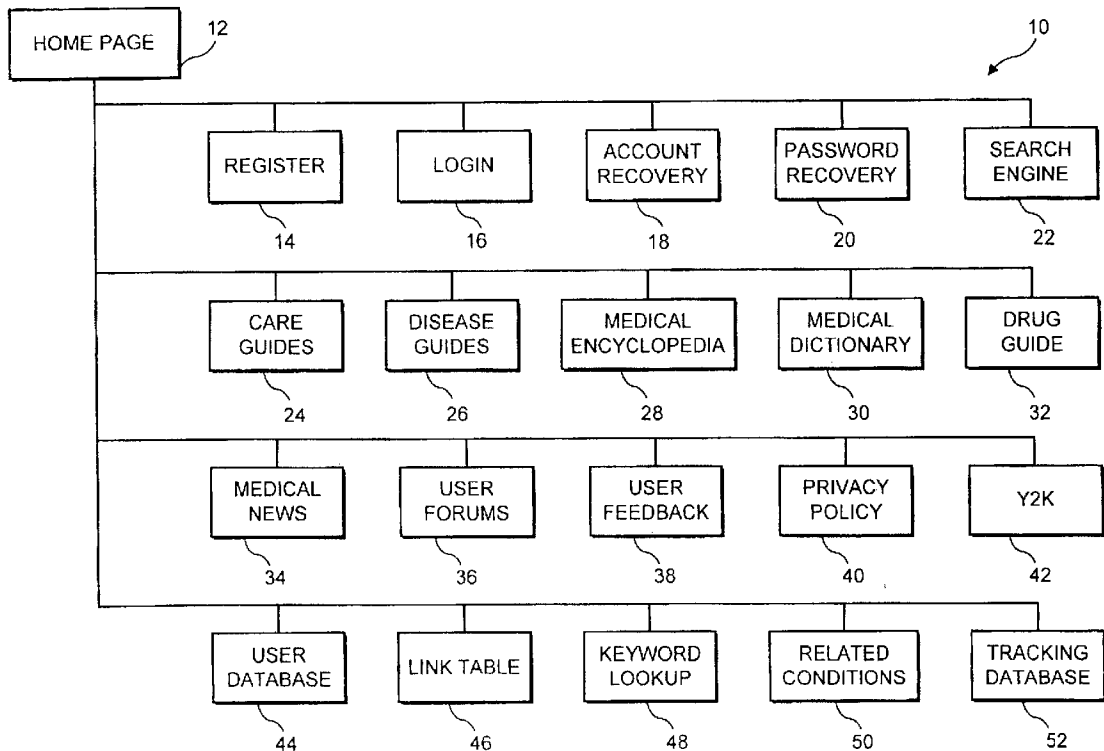 HOME PAGE
12
10
REGISTER
LOGIN
ACCOUNT
RECOVERY
PASSWORD
RECOVERY
SEARCH
ENGINE
14
16
18
20
22
CARE
GUIDES
DISEASE
GUIDES
MEDICAL
ENCYCLOPEDIA
MEDICAL
DICTIONARY
DRUG
GUIDE
24
26
28
30
32
MEDICAL
NEWS
USER
FORUMS
USER
FEEDBACK
PRIVACY
POLICY
Y2K
34
36
38
40
42
USER
DATABASE
LINK TABLE
KEYWORD
LOOKUP
RELATED
CONDITIONS
TRACKING
DATABASE
44
46
48
50
52